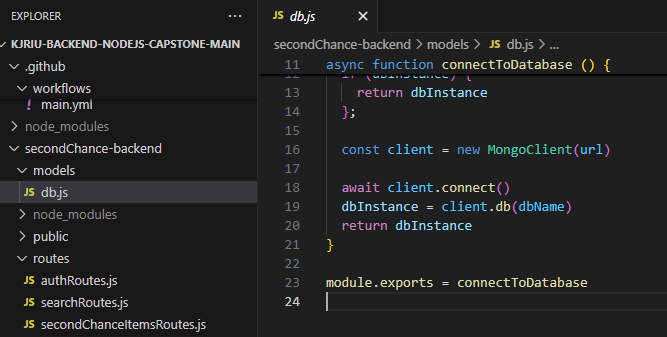 EXPLORER
KJRIU-BACKEND-NODEJS-CAPSTONE-MAIN
.github
workflows
main.yml
node_modules
secondChance-backend
models
JS db.js
node_modules
public
routes
JS authRoutes.js
JS searchRoutes.js
JS secondChanceItemsRoutes.js
JS db.js
secondChance-backend > models > JS db.js > ...
11 async function connectToDatabase () {
12 if (dbInstance) {
13 return dbInstance
14 };
15
16 const client = new MongoClient(url)
17
18 await client.connect()
19 dbInstance = client.db(dbName)
20 return dbInstance
21 }
22
23 module.exports = connectToDatabase
24